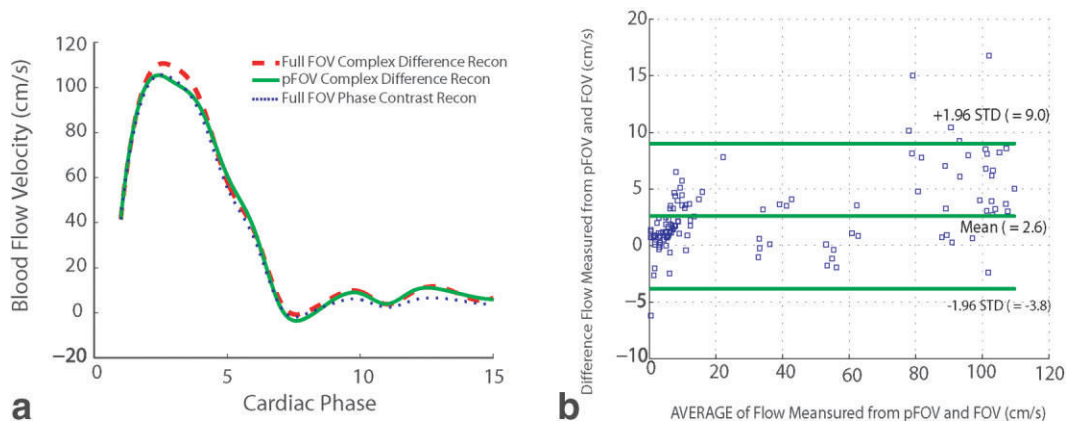 120
100
80
60
40
20
0
−20
Blood Flow Velocity (cm/s)
Full FOV Complex Difference Recon
pFOV Complex Difference Recon
Full FOV Phase Contrast Recon
0
5
10
15
Cardiac Phase
a
20
15
10
5
0
−5
−10
Difference Flow Measured from pFOV and FOV (cm/s)
+1.96 STD ( = 9.0)
Mean ( = 2.6)
-1.96 STD ( = -3.8)
0
20
40
60
80
100
120
AVERAGE of Flow Meansured from pFOV and FOV (cm/s)
b